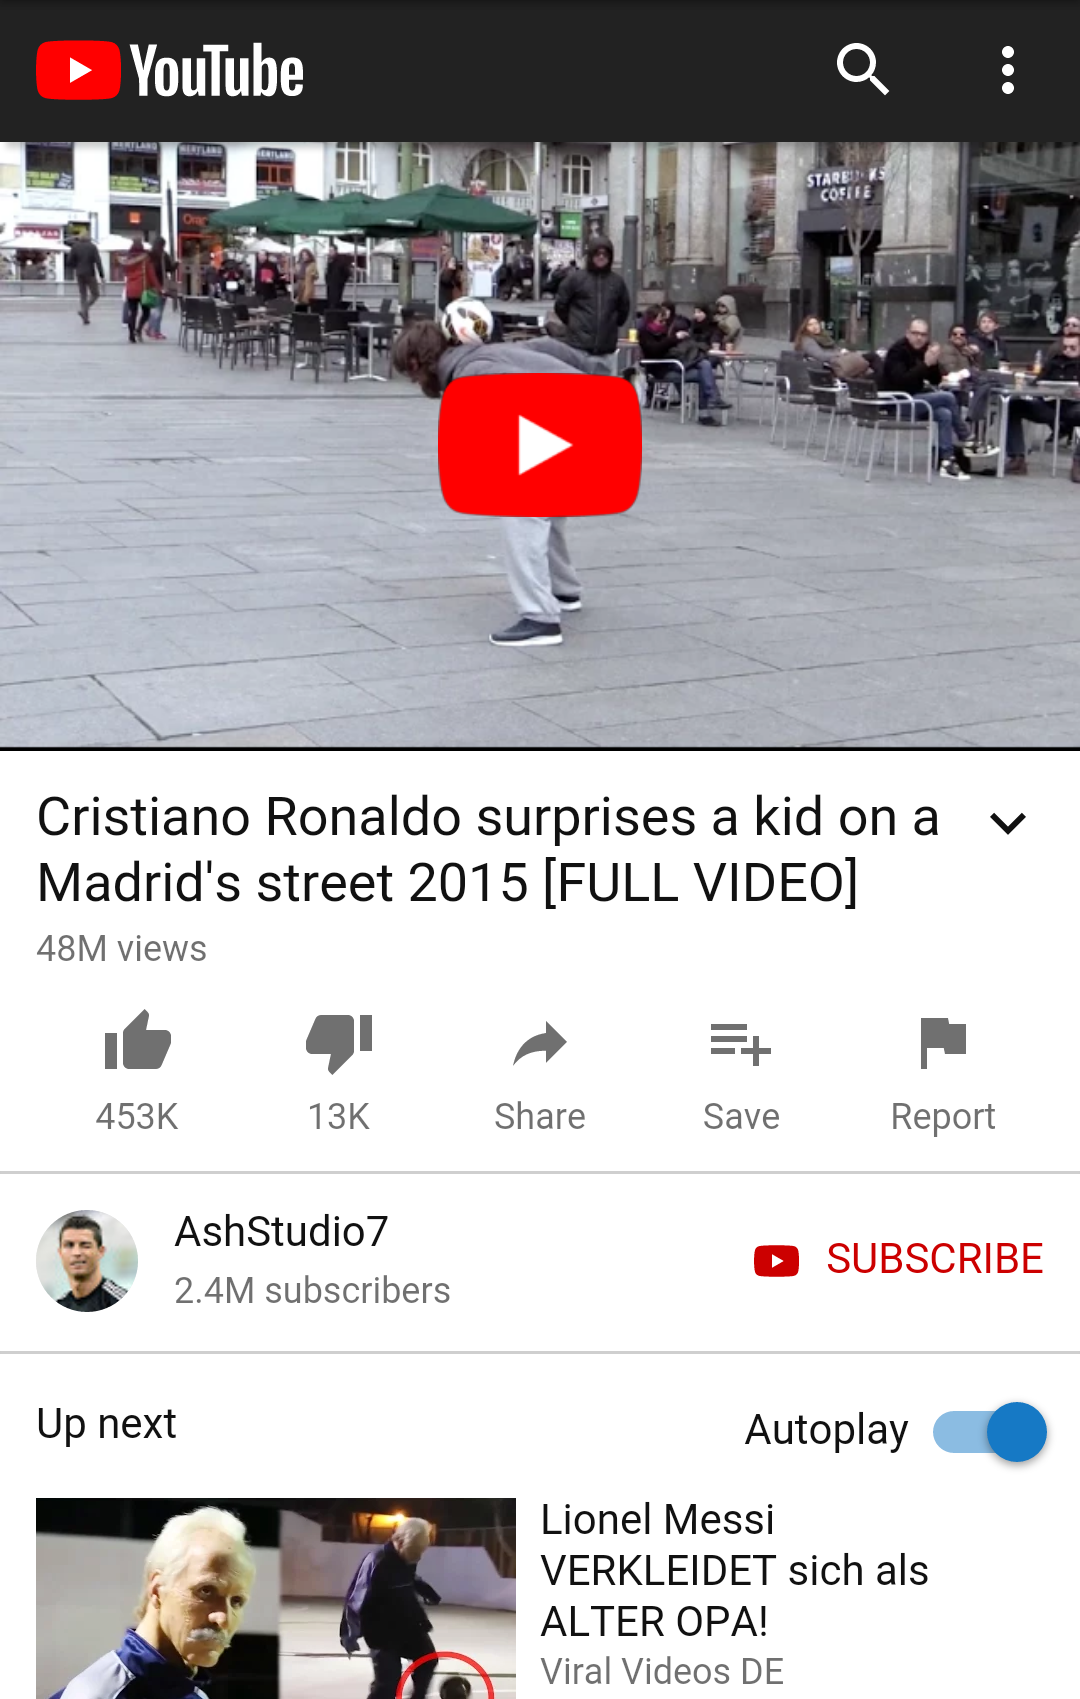 YouTube
STARBUCKS
COFFEE
Cristiano Ronaldo surprises a kid on a
Madrid's street 2015 [FULL VIDEO]
48M views
453K
13K
Share
Save
Report
AshStudio7
2.4M subscribers
SUBSCRIBE
Up next
Autoplay
Lionel Messi
VERKLEIDET sich als
ALTER OPA!
Viral Videos DE